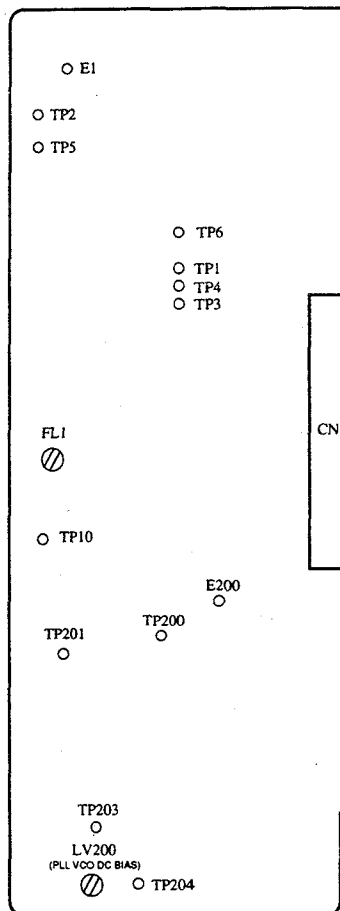 E1
TP2
TP5
TP6
TP1
TP4
TP3
FL1
CN
TP10
E200
TP200
TP201
TP203
LV200
(PLL VCO DC BIAS)
TP204